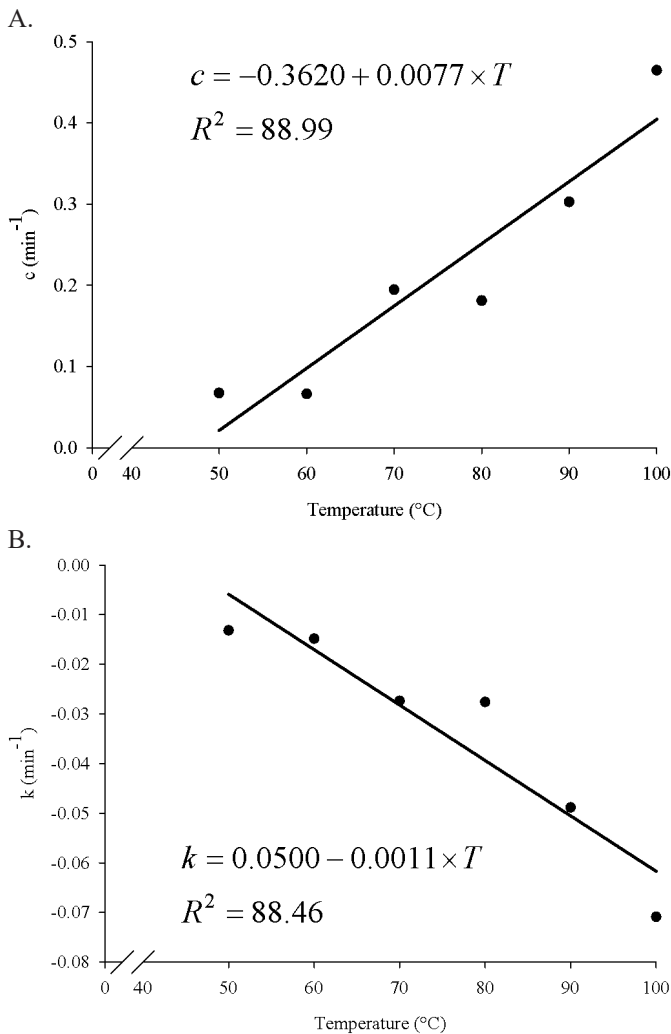 A.
0.5
c = −0.3620 + 0.0077 × T
R² = 88.99
0.4
0.3
c (min⁻¹)
0.2
0.1
0.0
0 40 50 60 70 80 90 100
Temperature (°C)
B.
0.00
-0.01
-0.02
-0.03
k (min⁻¹)
-0.04
-0.05
k = 0.0500 − 0.0011 × T
-0.06
R² = 88.46
-0.07
-0.08
0 40 50 60 70 80 90 100
Temperature (°C)